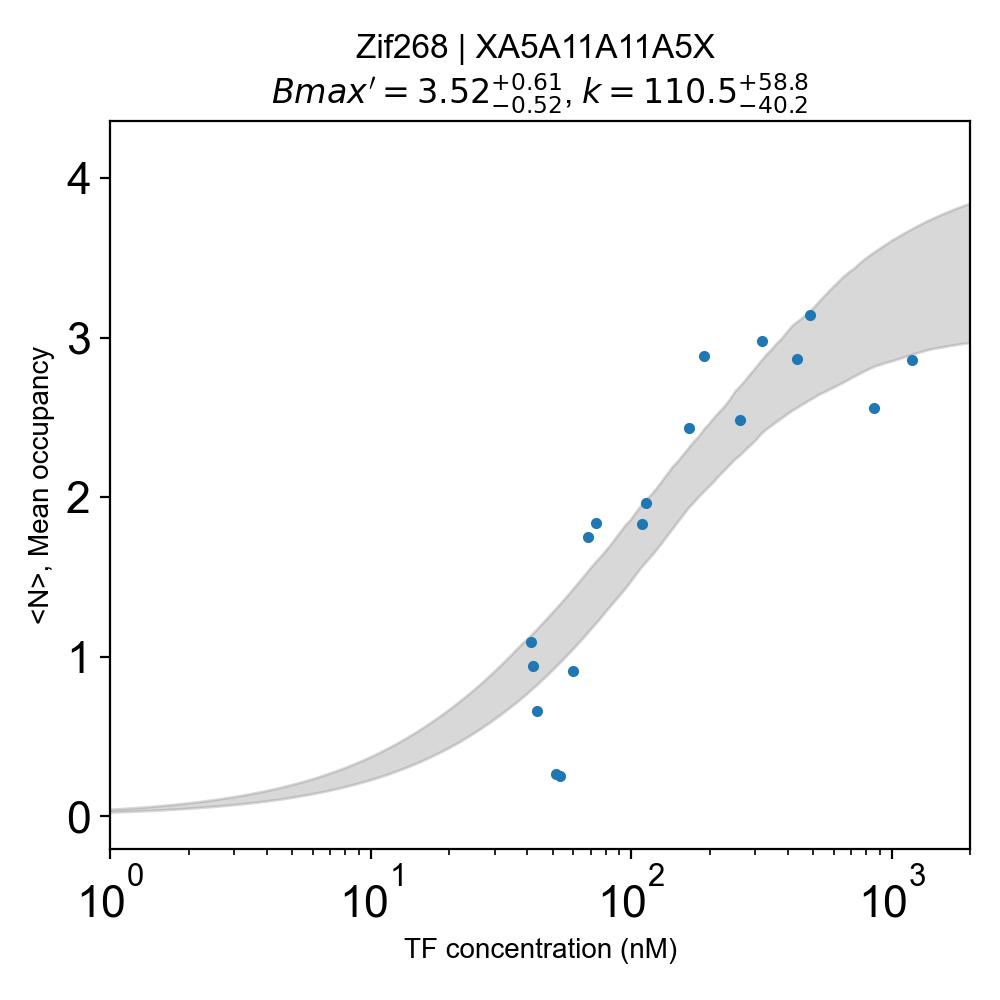 Zif268 | XA5A11A11A5X
Bmax′ = 3.52^{+0.61}_{−0.52}, k = 110.5^{+58.8}_{−40.2}
4
3
2
1
0
<N>, Mean occupancy
10^0 10^1 10^2 10^3
TF concentration (nM)